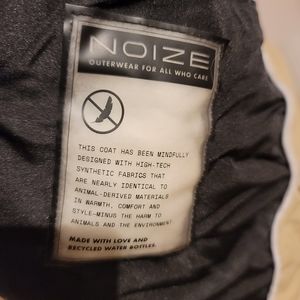 NOIZE
OUTERWEAR FOR ALL WHO CARE
THIS COAT HAS BEEN MINDFULLY
DESIGNED WITH HIGH-TECH
SYNTHETIC FABRICS THAT
ARE NEARLY IDENTICAL TO
ANIMAL-DERIVED MATERIALS
IN WARMTH, COMFORT AND
STYLE-MINUS THE HARM TO
ANIMALS AND THE ENVIRONMENT
MADE WITH LOVE AND
RECYCLED WATER BOTTLES.